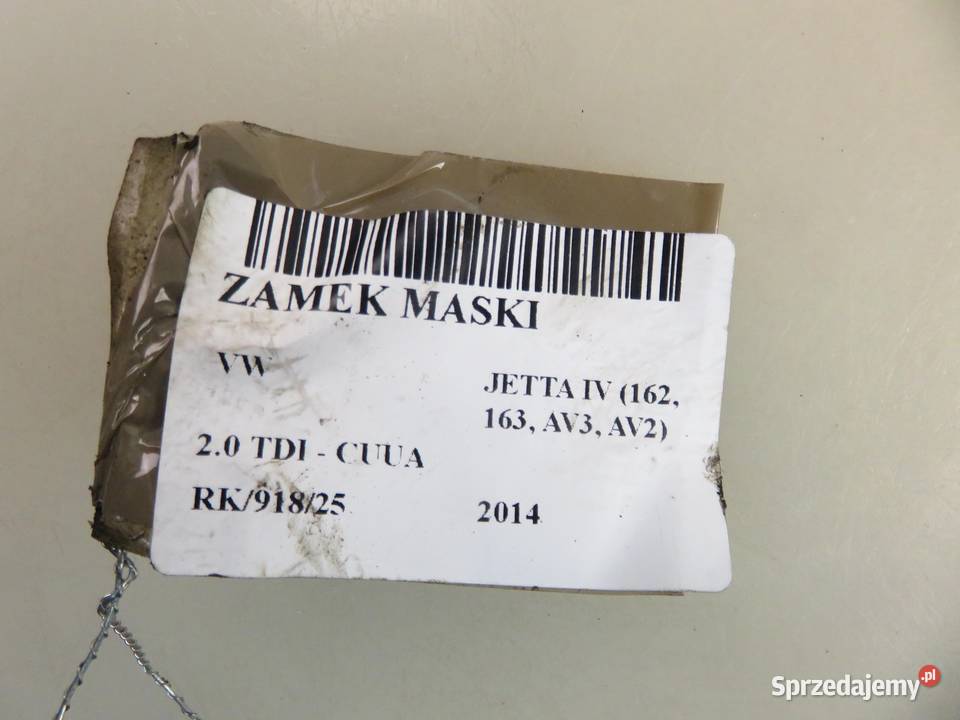 ZAMEK MASKI
VW
JETTA IV (162,
163, AV3, AV2)
2.0 TDI - CUUA
RK/918/25
2014
Sprzedajemy.pl